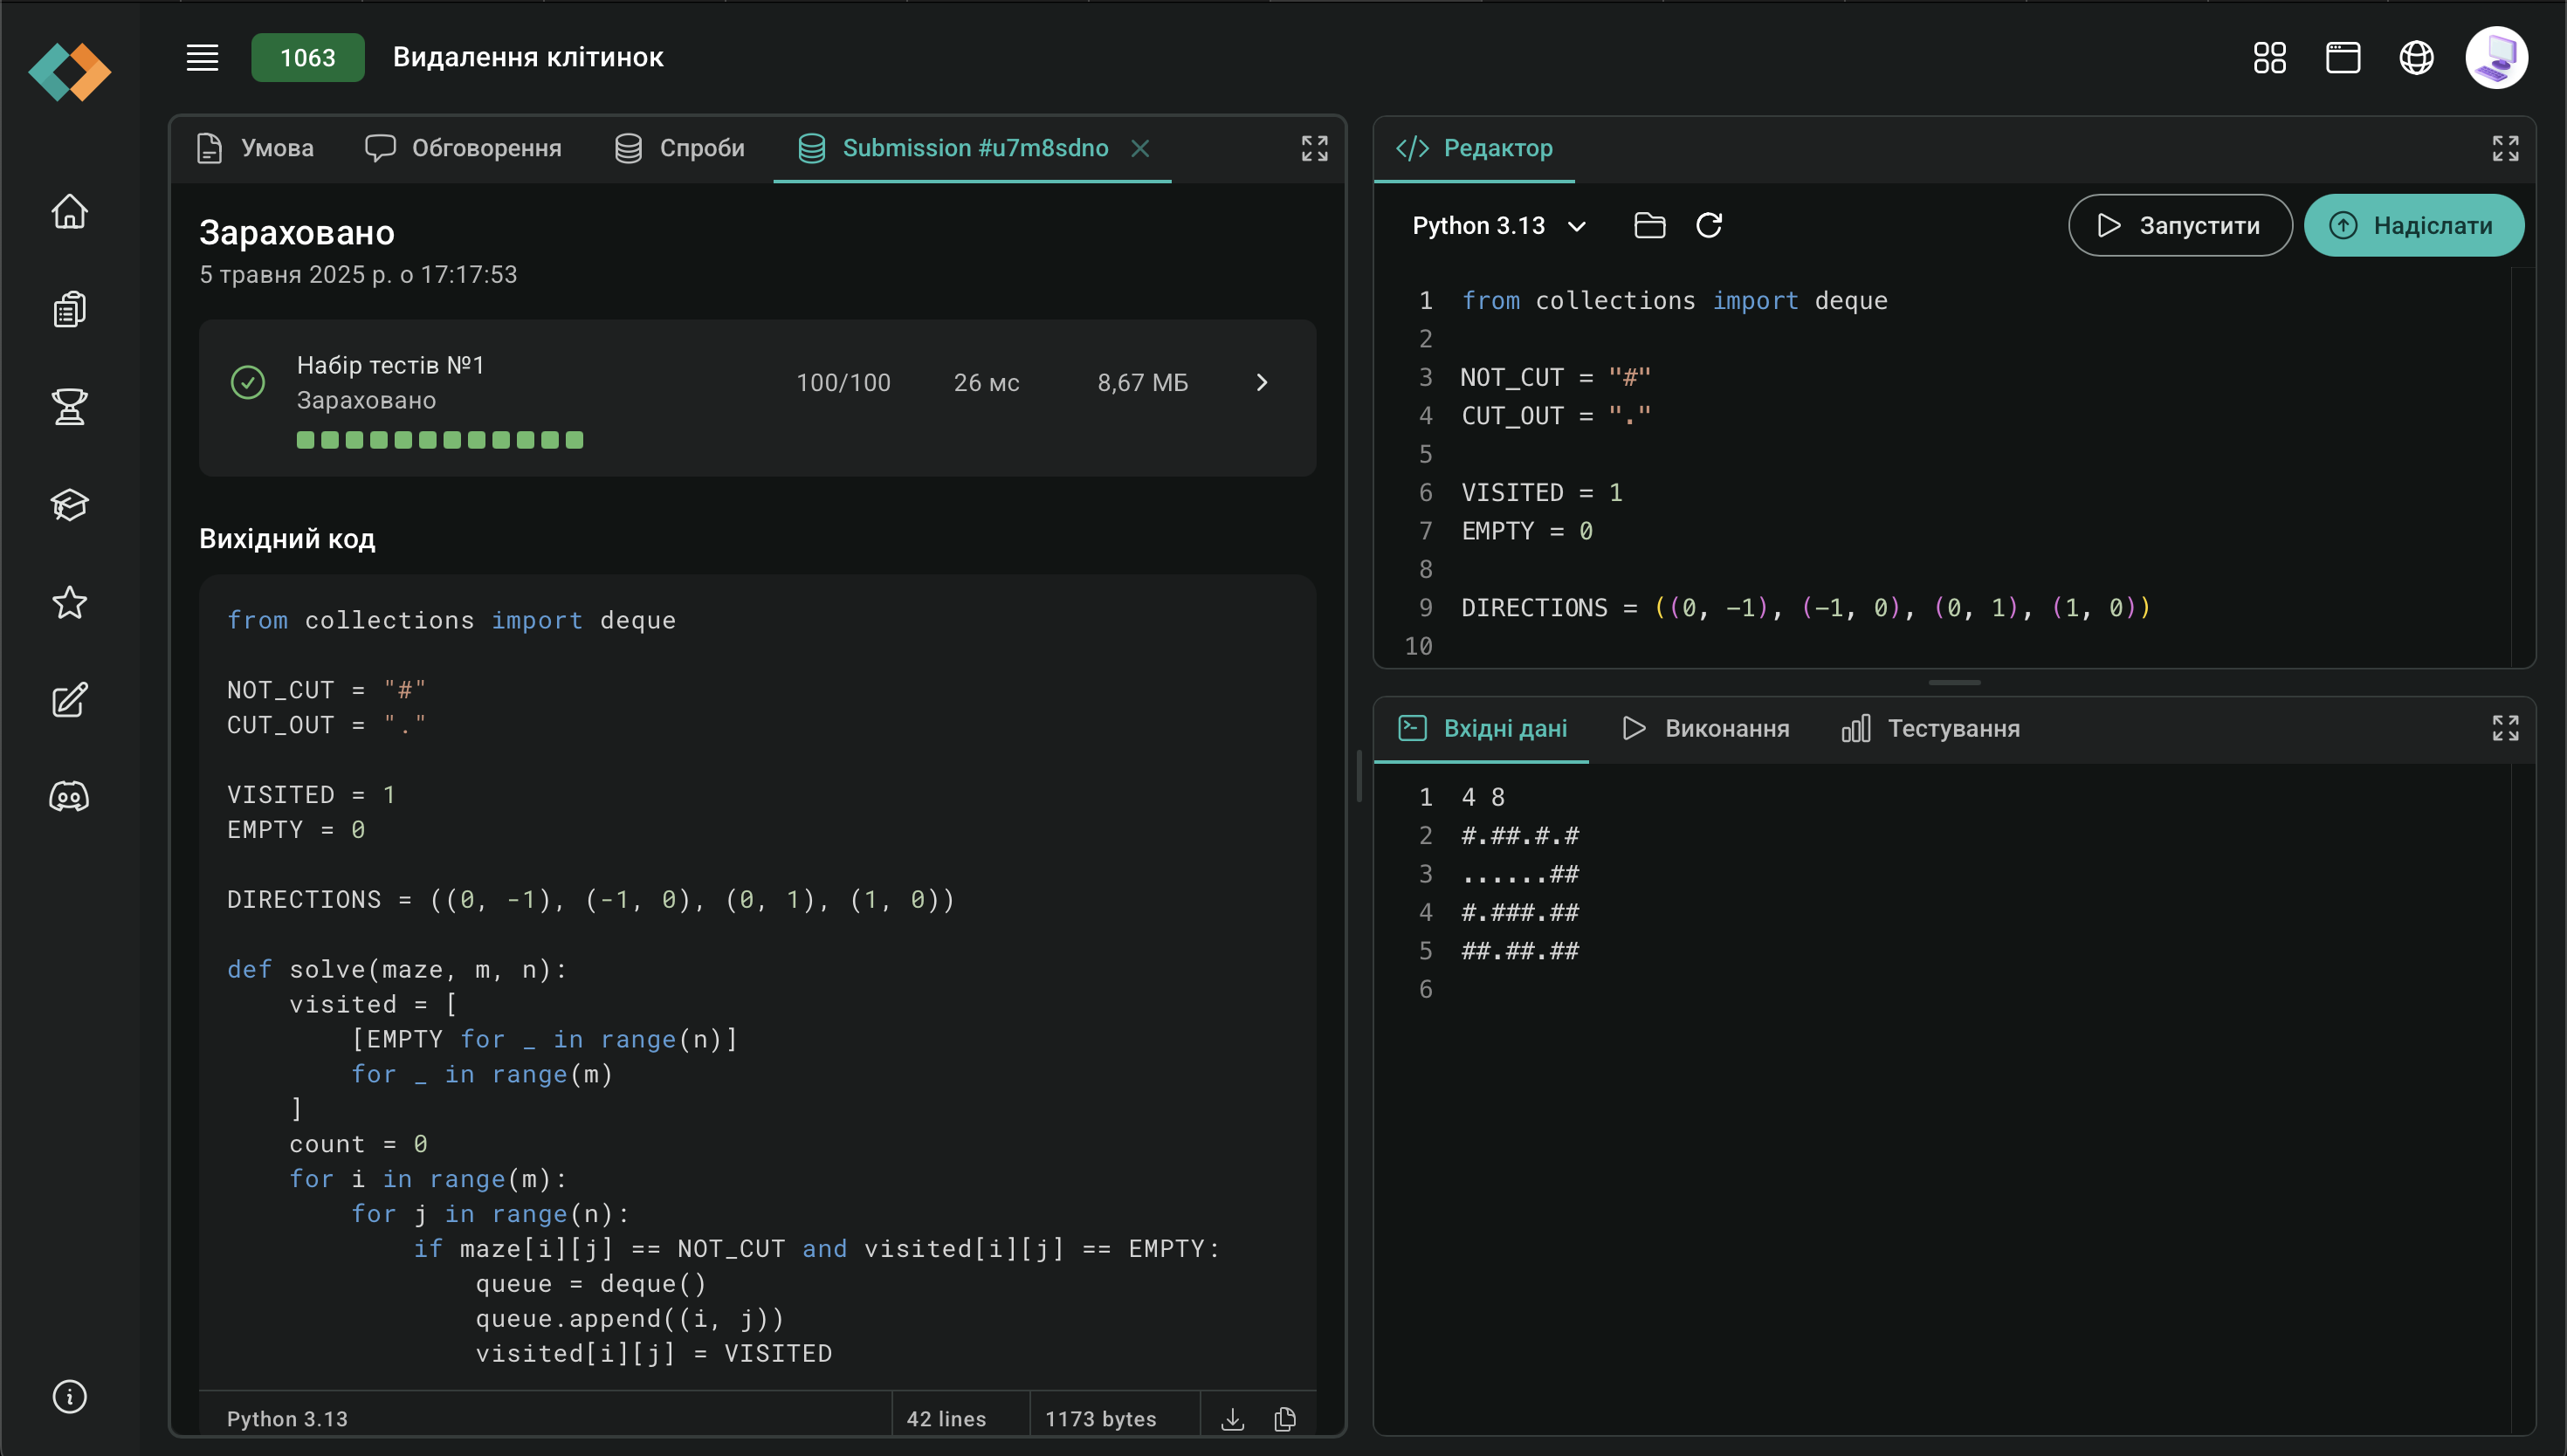 1063 Видалення клітинок
Умова Обговорення Спроби Submission #u7m8sdno
Зараховано
5 травня 2025 р. о 17:17:53
Набір тестів №1
Зараховано
100/100 26 мс 8,67 МБ
Вихідний код
from collections import deque
NOT_CUT = "#"
CUT_OUT = "."
VISITED = 1
EMPTY = 0
DIRECTIONS = ((0, -1), (-1, 0), (0, 1), (1, 0))
def solve(maze, m, n):
    visited = [
        [EMPTY for _ in range(n)]
        for _ in range(m)
    ]
    count = 0
    for i in range(m):
        for j in range(n):
            if maze[i][j] == NOT_CUT and visited[i][j] == EMPTY:
                queue = deque()
                queue.append((i, j))
                visited[i][j] = VISITED
Python 3.13 42 lines 1173 bytes
Редактор
Python 3.13 Запустити Надіслати
1 from collections import deque
2
3 NOT_CUT = "#"
4 CUT_OUT = "."
5
6 VISITED = 1
7 EMPTY = 0
8
9 DIRECTIONS = ((0, -1), (-1, 0), (0, 1), (1, 0))
10
Вхідні дані Виконання Тестування
1 4 8
2 #.##.#.#
3 ......##
4 #.###.##
5 ##.##.##
6